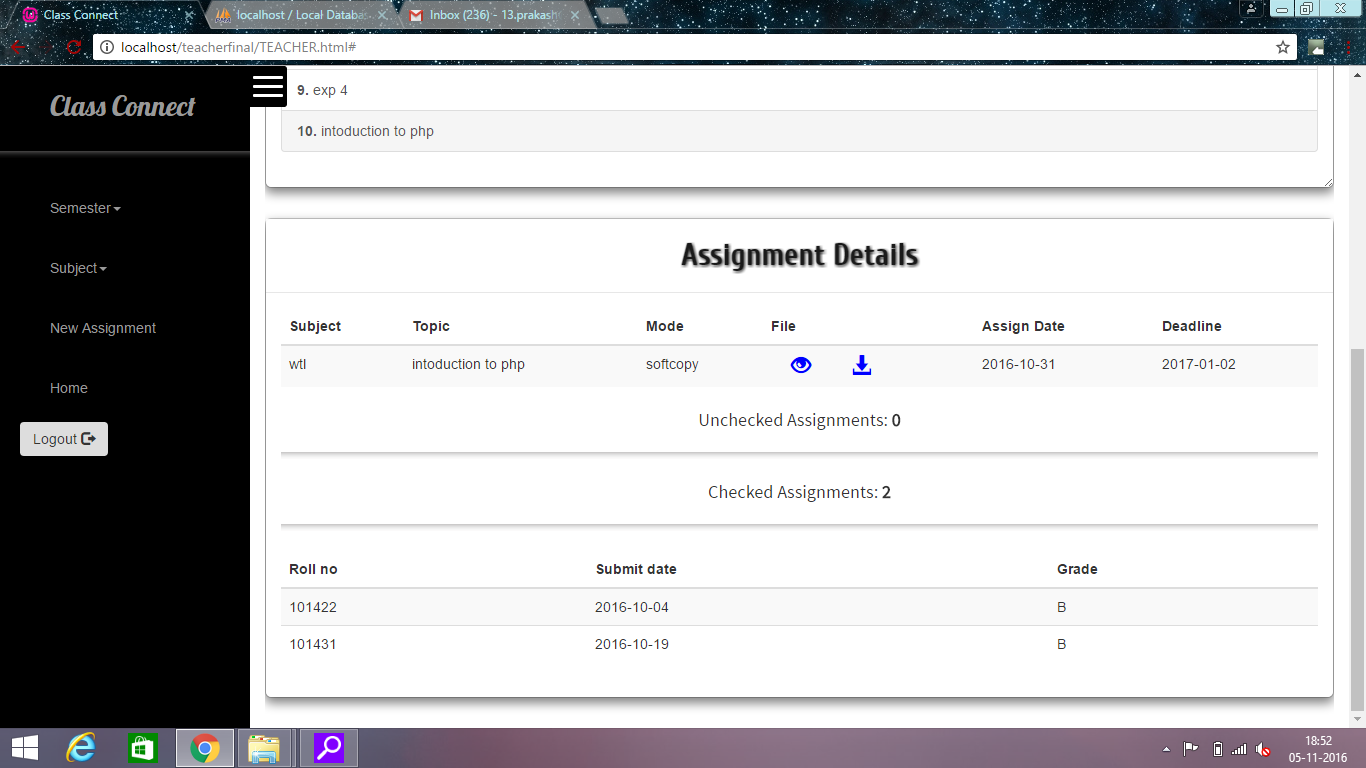 Class Connect
localhost / Local Databas
Inbox (236) - 13.prakash
localhost/teacherfinal/TEACHER.html#
Class Connect
Semester
Subject
New Assignment
Home
Logout
9. exp 4
10. intoduction to php
Assignment Details
Subject Topic Mode File Assign Date Deadline
wtl intoduction to php softcopy 2016-10-31 2017-01-02
Unchecked Assignments: 0
Checked Assignments: 2
Roll no Submit date Grade
101422 2016-10-04 B
101431 2016-10-19 B
18:52
05-11-2016